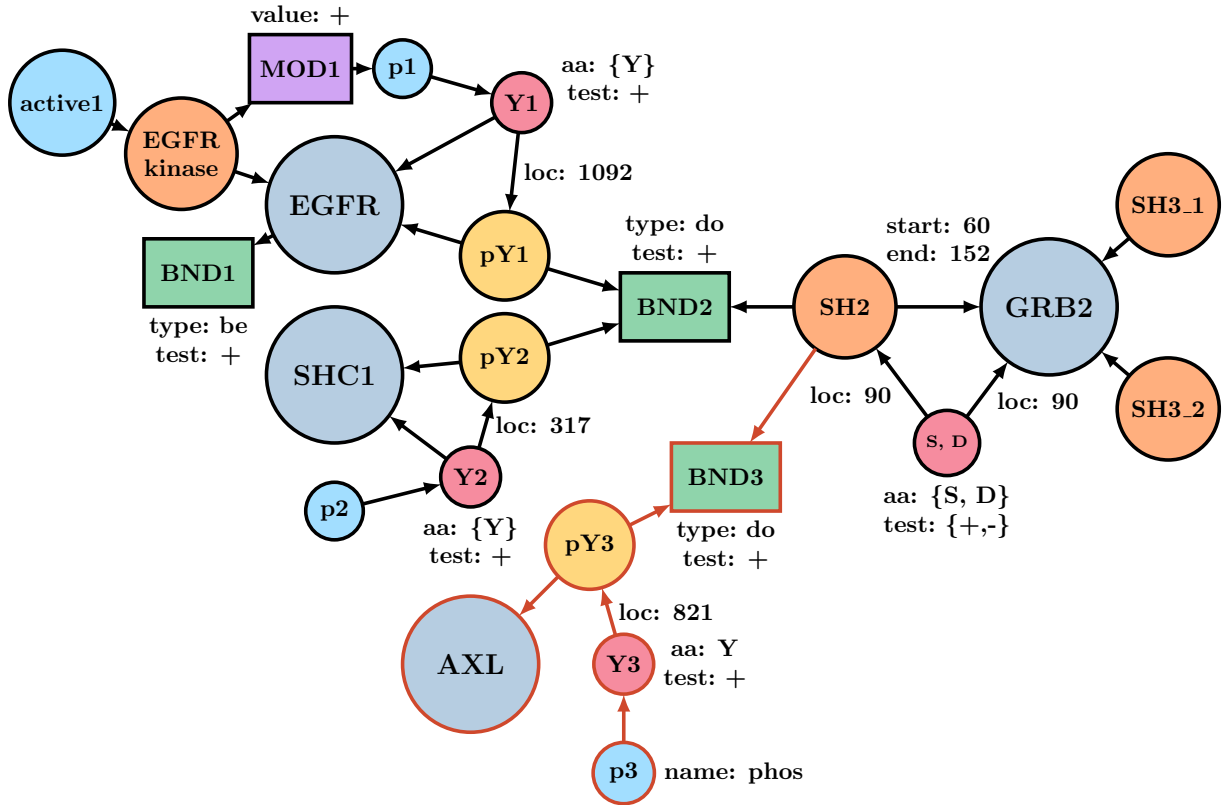 value: +
MOD1
p1
aa: {Y}
test: +
active1
Y1
EGFR
kinase
loc: 1092
EGFR
SH3_1
type: do
test: +
start: 60
end: 152
pY1
BND1
BND2
SH2
GRB2
type: be
test: +
pY2
SHC1
loc: 90
loc: 90
SH3_2
loc: 317
S, D
Y2
BND3
p2
aa: {S, D}
test: {+,-}
aa: {Y}
test: +
type: do
test: +
pY3
loc: 821
AXL
Y3
aa: Y
test: +
p3
name: phos